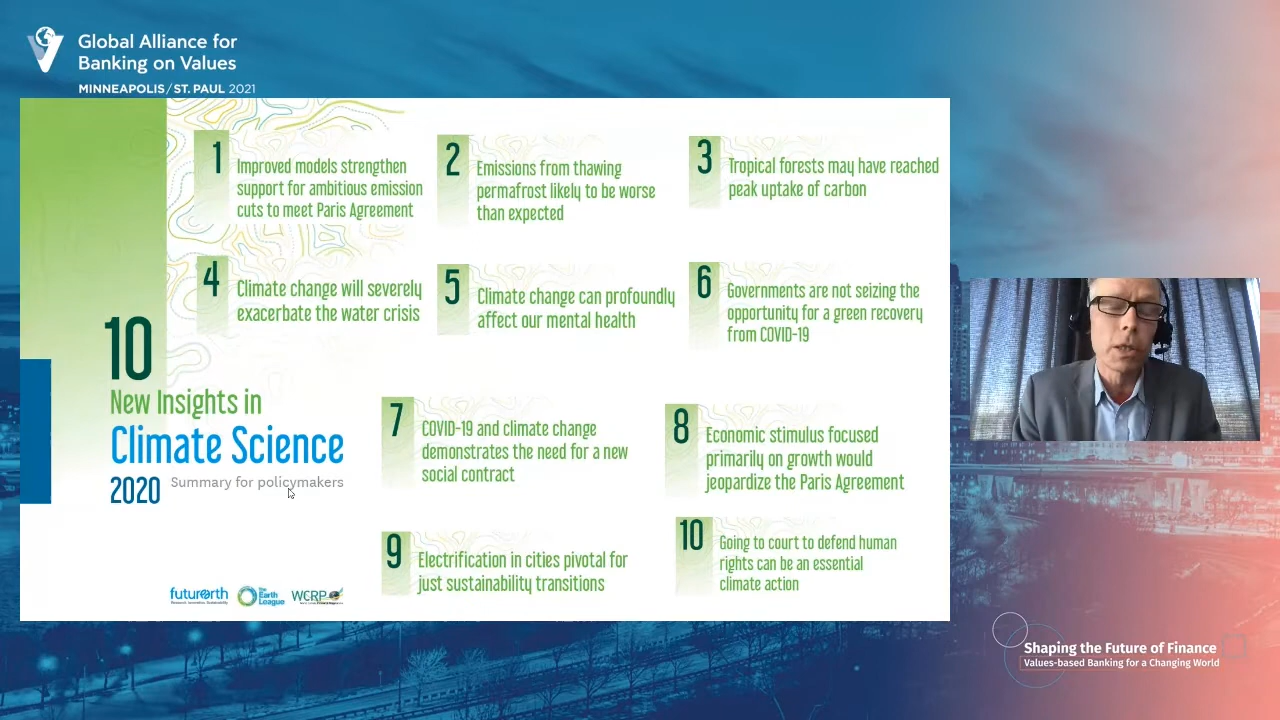 Global Alliance for
Banking on Values
MINNEAPOLIS/ST. PAUL 2021
1
Improved models strengthen
support for ambitious emission
cuts to meet Paris Agreement
2
Emissions from thawing
permafrost likely to be worse
than expected
3
Tropical forests may have reached
peak uptake of carbon
4
Climate change will severely
exacerbate the water crisis
5
Climate change can profoundly
affect our mental health
6
Governments are not seizing the
opportunity for a green recovery
from COVID-19
10
New Insights in
Climate Science
2020 Summary for policymakers
7
COVID-19 and climate change
demonstrates the need for a new
social contract
8
Economic stimulus focused
primarily on growth would
jeopardize the Paris Agreement
9
Electrification in cities pivotal for
just sustainability transitions
10
Going to court to defend human
rights can be an essential
climate action
futurerth
Research. Innovation. Sustainability.
the
Earth
League
WCRP
Shaping the Future of Finance
Values-based Banking for a Changing World